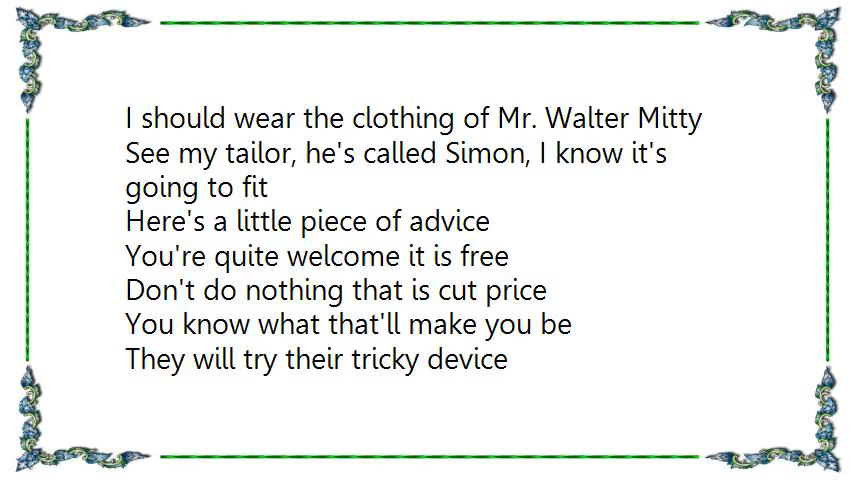 I should wear the clothing of Mr. Walter Mitty
See my tailor, he's called Simon, I know it's
going to fit
Here's a little piece of advice
You're quite welcome it is free
Don't do nothing that is cut price
You know what that'll make you be
They will try their tricky device